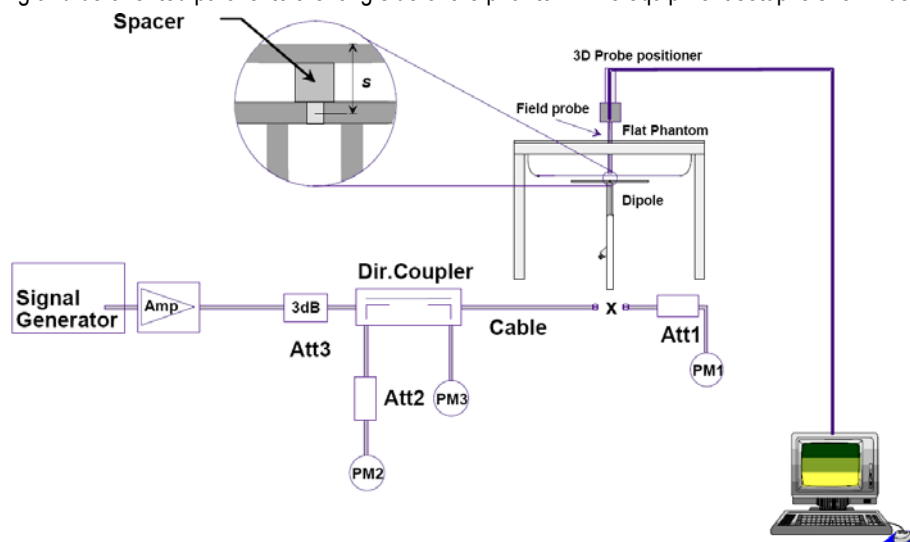 Spacer
s
3D Probe positioner
Field probe
Flat Phantom
Dipole
Signal
Generator
Amp
3dB
Att3
Dir.Coupler
Cable
x
Att1
PM1
Att2
PM3
PM2